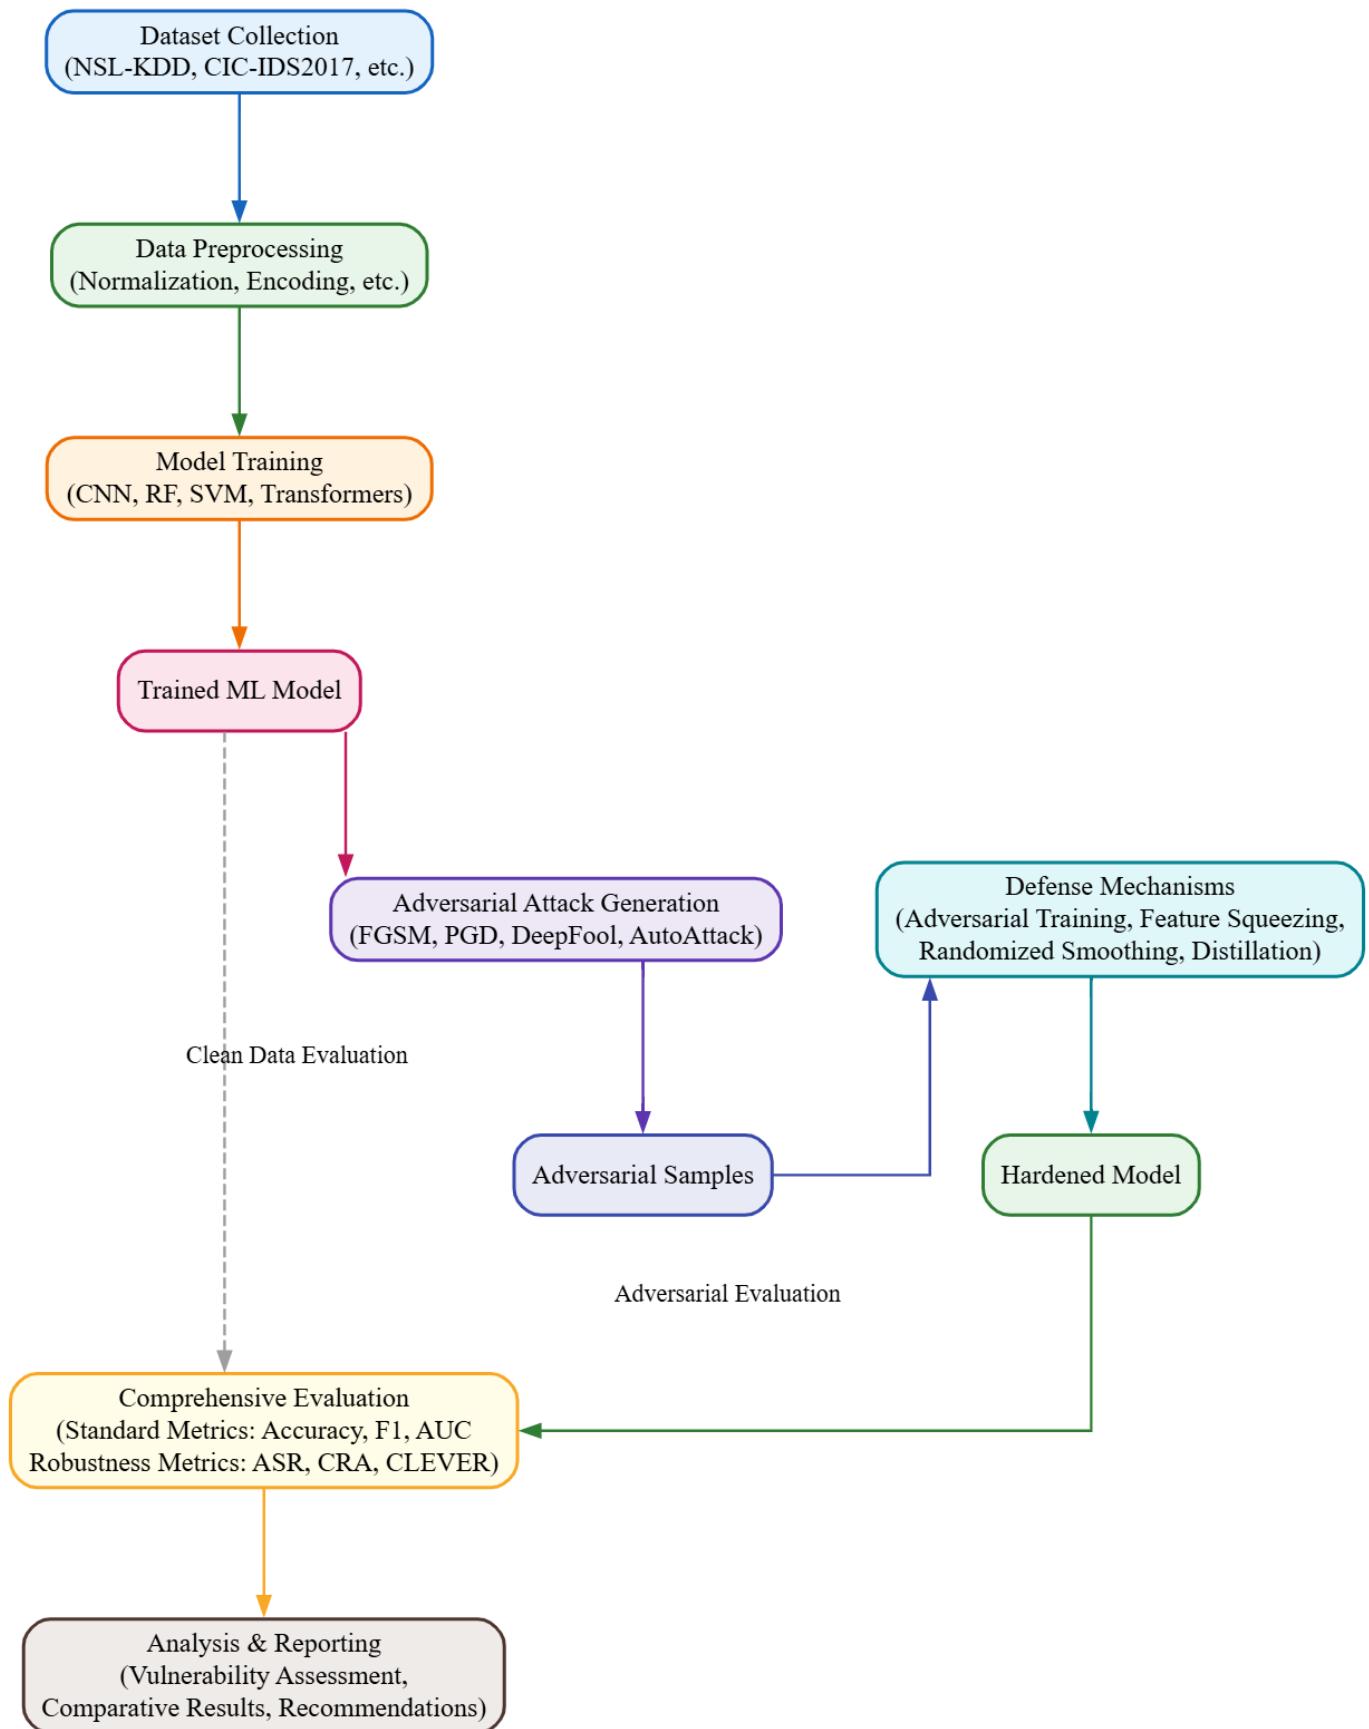 Dataset Collection
(NSL-KDD, CIC-IDS2017, etc.)
Data Preprocessing
(Normalization, Encoding, etc.)
Model Training
(CNN, RF, SVM, Transformers)
Trained ML Model
Adversarial Attack Generation
(FGSM, PGD, DeepFool, AutoAttack)
Defense Mechanisms
(Adversarial Training, Feature Squeezing,
Randomized Smoothing, Distillation)
Clean Data Evaluation
Adversarial Samples
Hardened Model
Adversarial Evaluation
Comprehensive Evaluation
(Standard Metrics: Accuracy, F1, AUC
Robustness Metrics: ASR, CRA, CLEVER)
Analysis & Reporting
(Vulnerability Assessment,
Comparative Results, Recommendations)